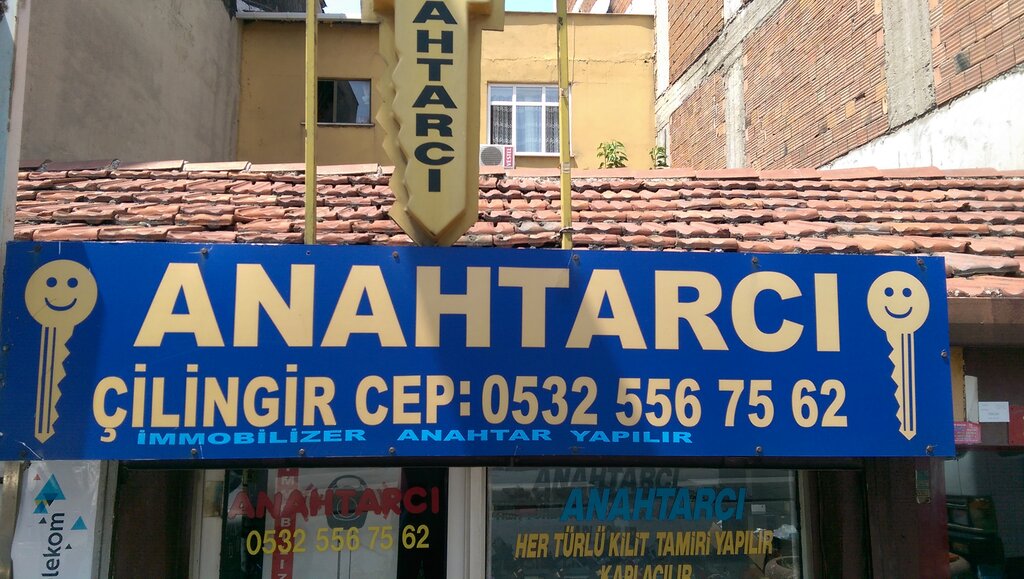 ANAHTARCI
ANAHTARCI
ÇİLİNGİR CEP: 0532 556 75 62
İMMOBİLİZER ANAHTAR YAPILIR
lekom
ANAHTARCI
0532 556 75 62
ANAHTARCI
HER TÜRLÜ KİLİT TAMİRİ YAPILIR